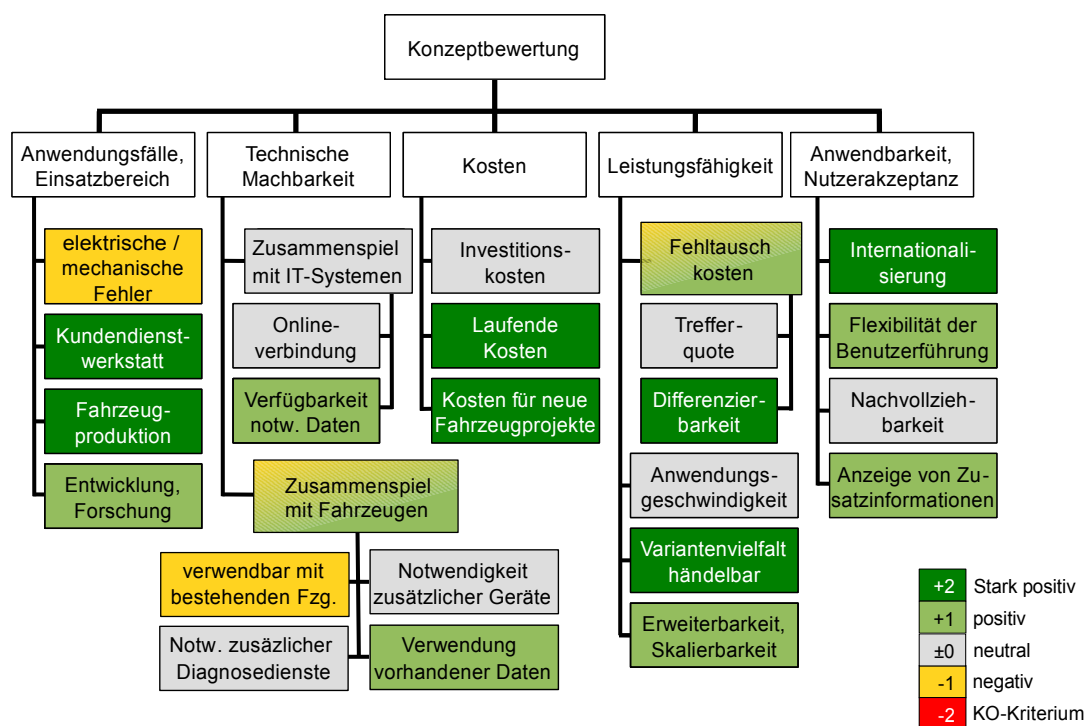 Konzeptbewertung
Anwendungsfälle,
Einsatzbereich
Technische
Machbarkeit
Kosten
Leistungsfähigkeit
Anwendbarkeit,
Nutzerakzeptanz
elektrische /
mechanische
Fehler
Kundendienst-
werkstatt
Fahrzeug-
produktion
Entwicklung,
Forschung
Zusammenspiel
mit IT-Systemen
Online-
verbindung
Verfügbarkeit
notw. Daten
Zusammenspiel
mit Fahrzeugen
verwendbar mit
bestehenden Fzg.
Notwendigkeit
zusätzlicher Geräte
Notw. zusäzlicher
Diagnosedienste
Verwendung
vorhandener Daten
Investitions-
kosten
Laufende
Kosten
Kosten für neue
Fahrzeugprojekte
Fehltausch
kosten
Treffer-
quote
Differenzier-
barkeit
Anwendungs-
geschwindigkeit
Variantenvielfalt
händelbar
Erweiterbarkeit,
Skalierbarkeit
Internationali-
sierung
Flexibilität der
Benutzerführung
Nachvollzieh-
barkeit
Anzeige von Zu-
satzinformationen
+2 Stark positiv
+1 positiv
±0 neutral
-1 negativ
-2 KO-Kriterium